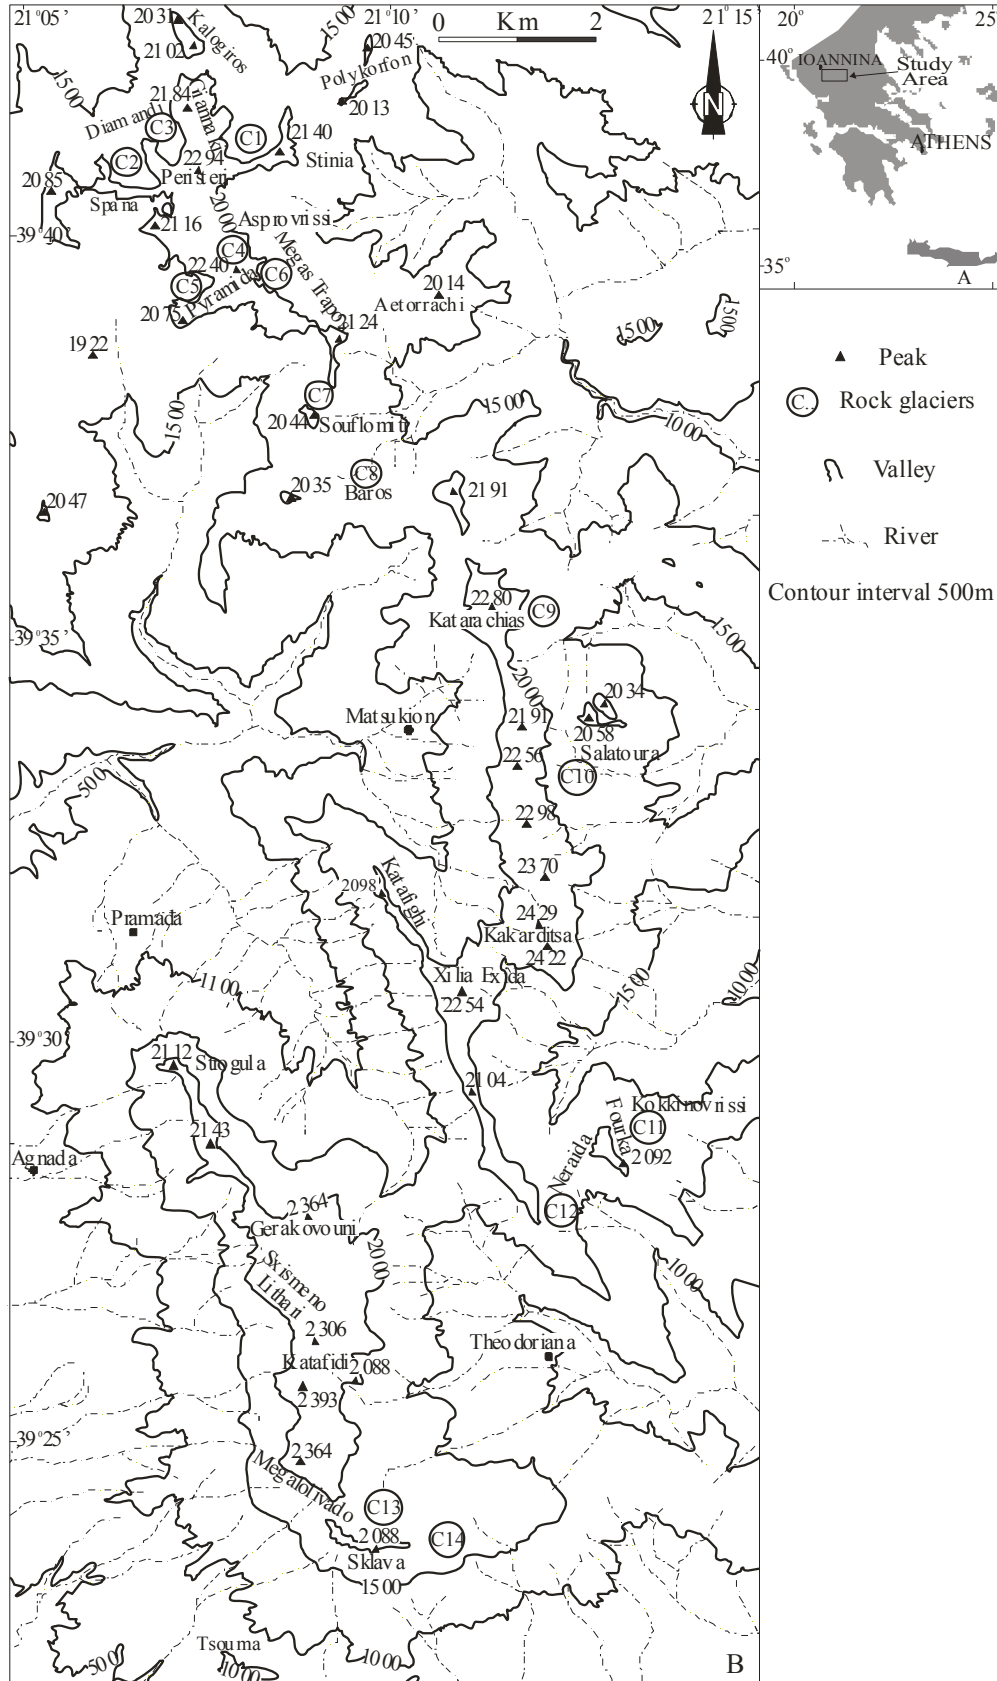 21°05’
21°10’
21°15’
0 Km 2
2031
Kalogiros
2102
1500
2045
Polykorfon
2013
1500
2184
Diamandi
C3
C1
2140
Stinia
C2
2294
Peristeri
2085
Spana
2116
2000
Asprovrissi
39°40’
C4
2240
C6
Megas Trapos
C5
Pyramida
2075
2014
Aetorrachi
2124
1500
1500
1922
C7
2044
Souflomiti
1500
1500
1000
C8
Baros
2035
2191
2047
2280
Katarachias
C9
39°35’
1500
2000
2034
Matsukion
2191
2058
Salatoura
2256
C10
500
2298
2370
2098
Katafighi
Pramada
2429
Kakarditsa
2422
Xilia Exida
2254
1100
1500
1000
39°30’
2112
Strogula
2104
Kokkinovrissi
Fourka
C11
2143
2092
Agnada
Neraida
C12
2364
Gerakovouni
2000
Sxismeno
Lithari
1000
2306
Theodoriana
Katafidi
2088
2393
39°25’
2364
Megalolivado
C13
2088
C14
Sklava
1500
Tsouma
500
1000
1000
B
N
20°
25
40°
IOANNINA
Study
Area
ATHENS
35°
A
Peak
C..
Rock glaciers
Valley
River
Contour interval 500m